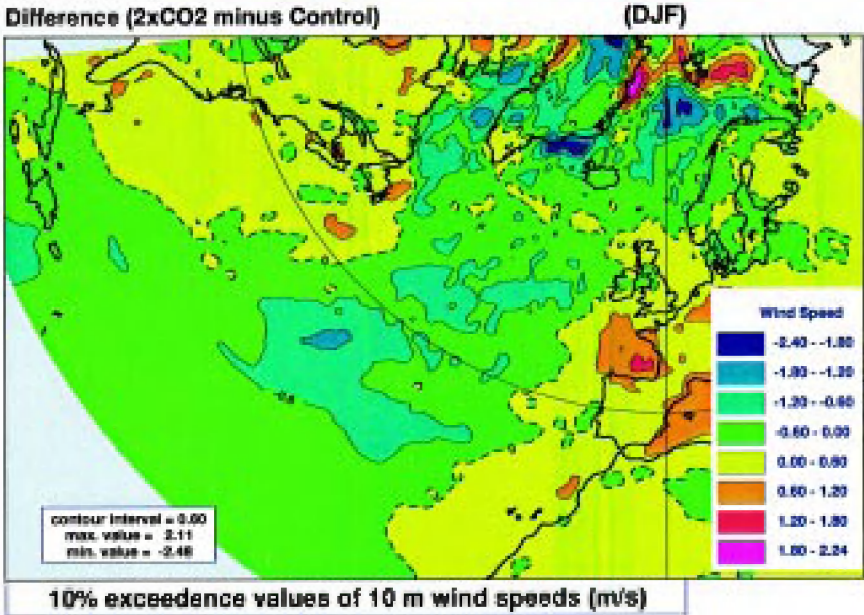 Difference (2xCO2 minus Control)
(DJF)
Wind Speed
-2.40 - -1.80
-1.80 - -1.20
-1.20 - -0.60
-0.60 - 0.00
0.00 - 0.60
0.60 - 1.20
1.20 - 1.80
1.80 - 2.24
contour interval = 0.60
max. value = 2.11
min. value = -2.48
10% exceedence values of 10 m wind speeds (m/s)